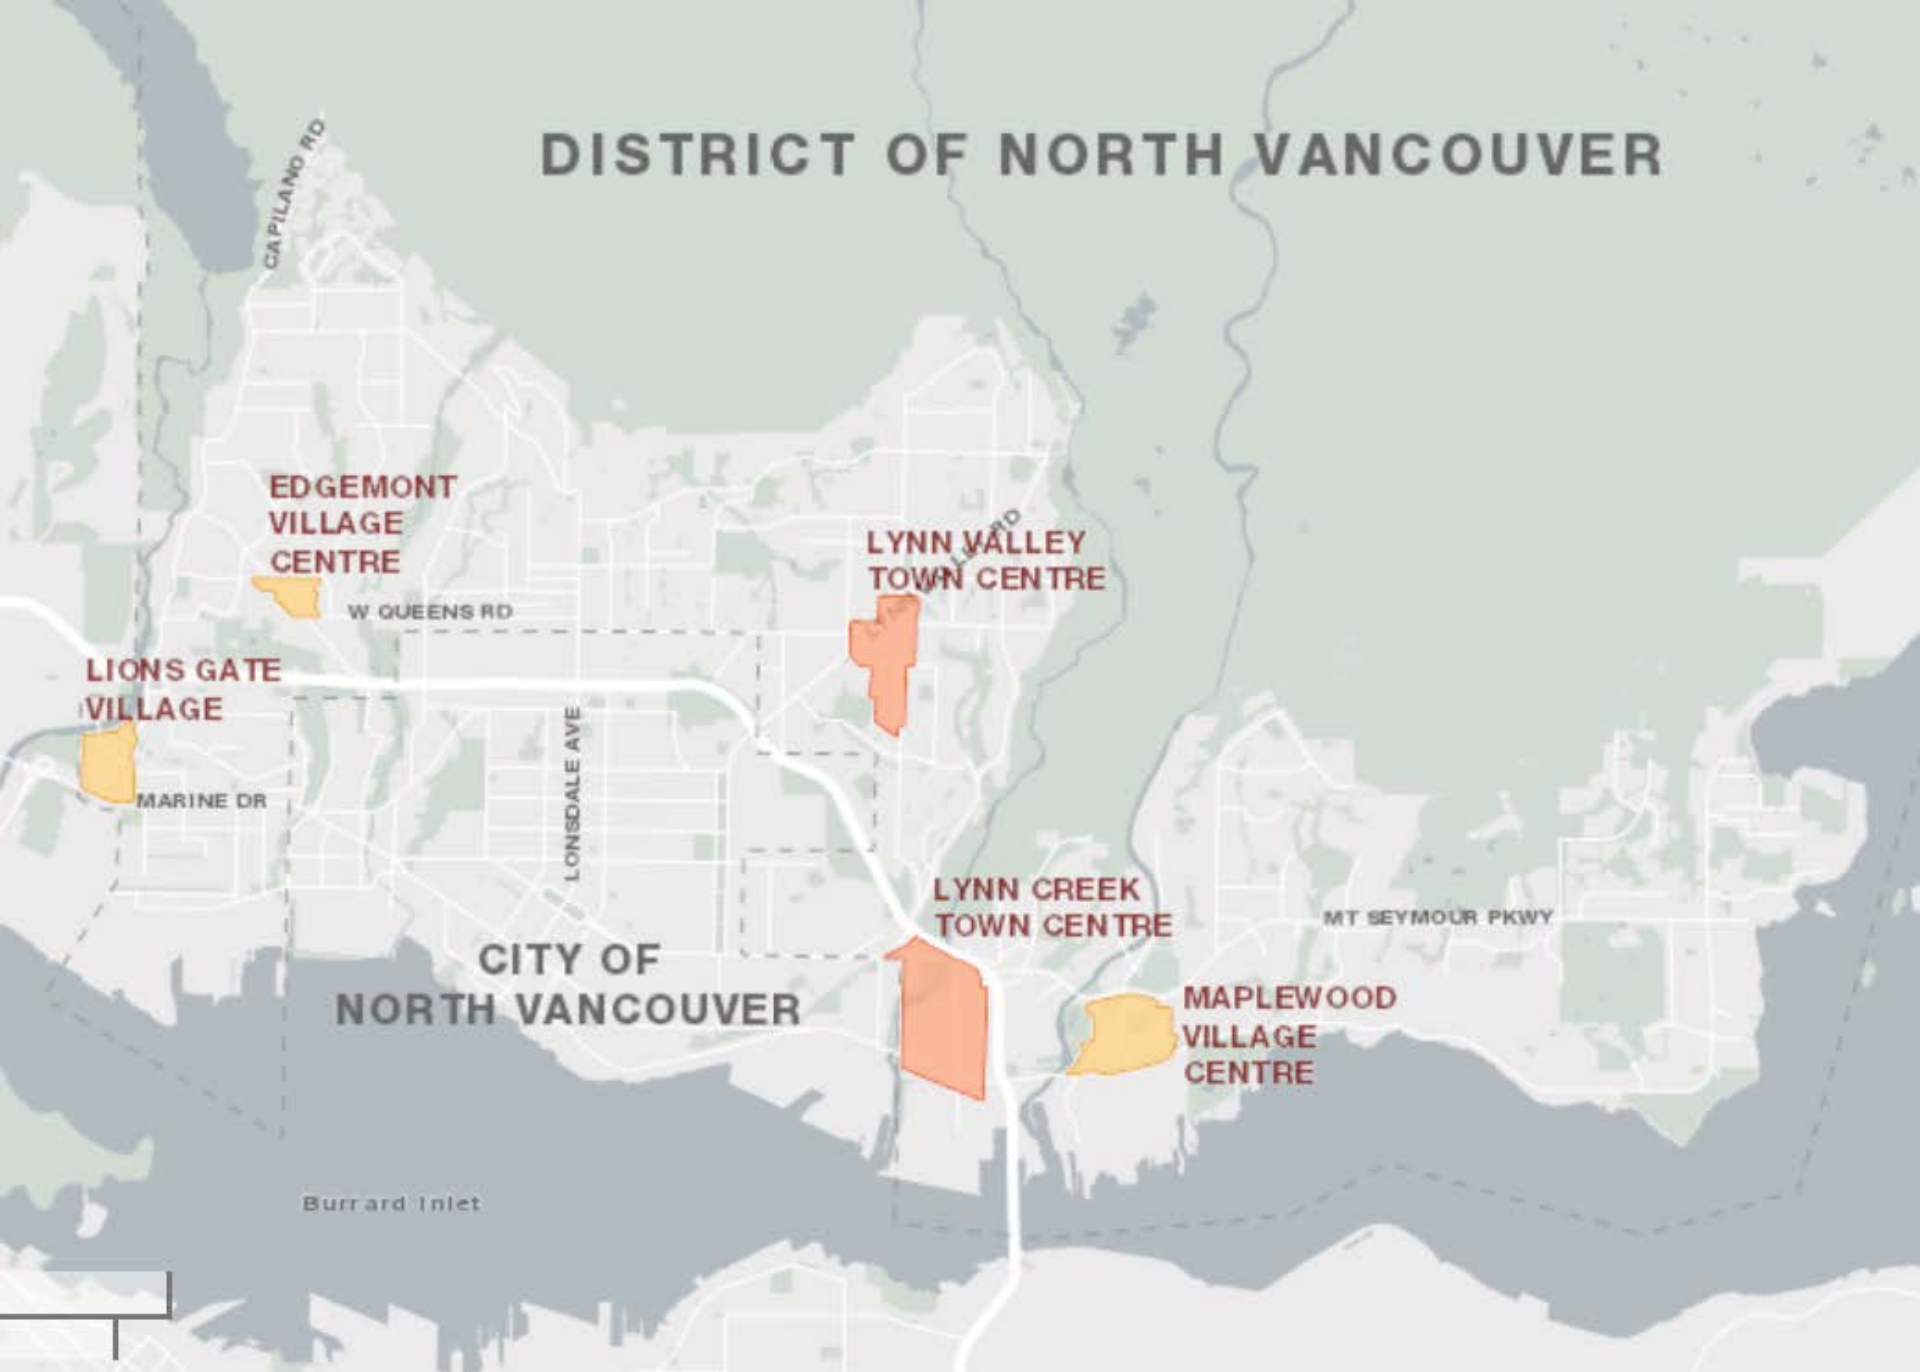 DISTRICT OF NORTH VANCOUVER
CAPILANO RD
EDGEMONT
VILLAGE
CENTRE
W QUEENS RD
LYNN VALLEY
TOWN CENTRE
RD
LIONS GATE
VILLAGE
MARINE DR
LONSDALE AVE
LYNN CREEK
TOWN CENTRE
MT SEYMOUR PKWY
CITY OF
NORTH VANCOUVER
MAPLEWOOD
VILLAGE
CENTRE
Burrard Inlet